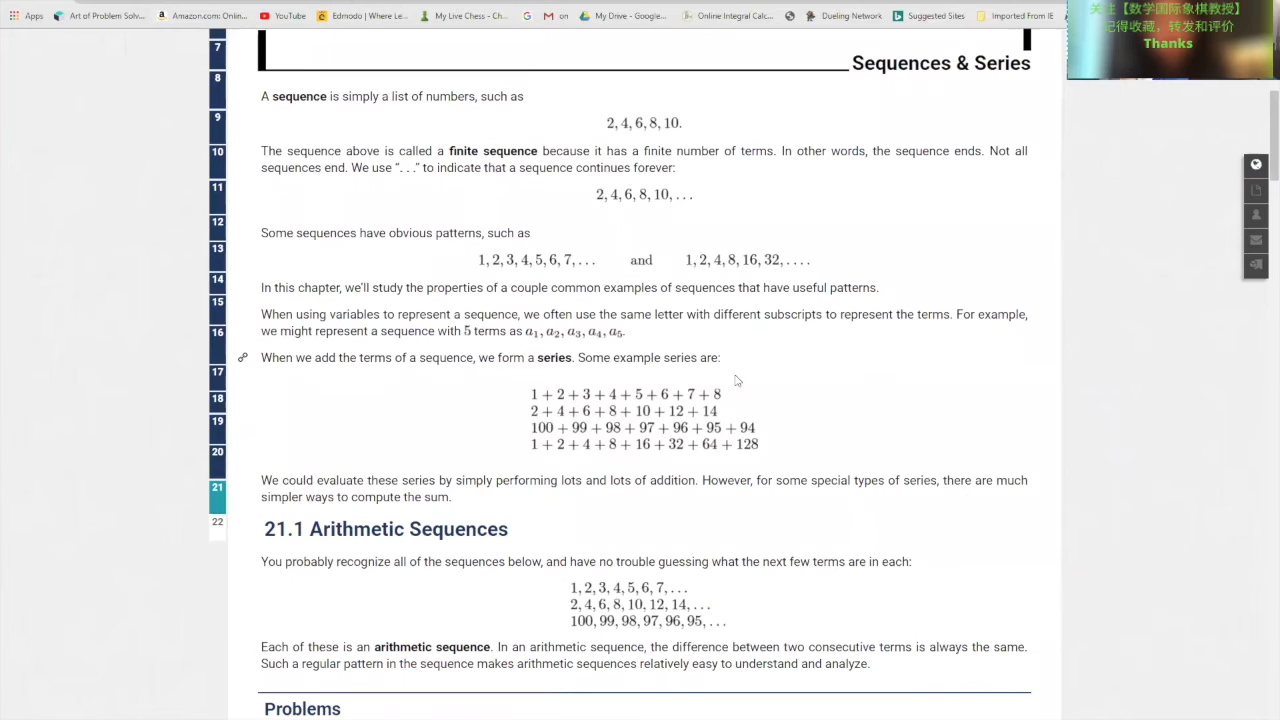 Apps
Art of Problem Solv...
Amazon.com: Onlin...
YouTube
Edmodo | Where Le...
My Live Chess - Ch...
M on
My Drive - Google...
Online Integral Calc...
Dueling Network
Suggested Sites
Imported From IE
关注【数学国际象棋教授】
记得收藏，转发和评价
Thanks
7
8
9
10
11
12
13
14
15
16
17
18
19
20
21
22
Sequences & Series
A sequence is simply a list of numbers, such as
2, 4, 6, 8, 10.
The sequence above is called a finite sequence because it has a finite number of terms. In other words, the sequence ends. Not all
sequences end. We use “. . .” to indicate that a sequence continues forever:
2, 4, 6, 8, 10, . . .
Some sequences have obvious patterns, such as
1, 2, 3, 4, 5, 6, 7, . . . and 1, 2, 4, 8, 16, 32, . . . .
In this chapter, we'll study the properties of a couple common examples of sequences that have useful patterns.
When using variables to represent a sequence, we often use the same letter with different subscripts to represent the terms. For example,
we might represent a sequence with 5 terms as a₁, a₂, a₃, a₄, a₅.
When we add the terms of a sequence, we form a series. Some example series are:
1 + 2 + 3 + 4 + 5 + 6 + 7 + 8
2 + 4 + 6 + 8 + 10 + 12 + 14
100 + 99 + 98 + 97 + 96 + 95 + 94
1 + 2 + 4 + 8 + 16 + 32 + 64 + 128
We could evaluate these series by simply performing lots and lots of addition. However, for some special types of series, there are much
simpler ways to compute the sum.
21.1 Arithmetic Sequences
You probably recognize all of the sequences below, and have no trouble guessing what the next few terms are in each:
1, 2, 3, 4, 5, 6, 7, . . .
2, 4, 6, 8, 10, 12, 14, . . .
100, 99, 98, 97, 96, 95, . . .
Each of these is an arithmetic sequence. In an arithmetic sequence, the difference between two consecutive terms is always the same.
Such a regular pattern in the sequence makes arithmetic sequences relatively easy to understand and analyze.
Problems